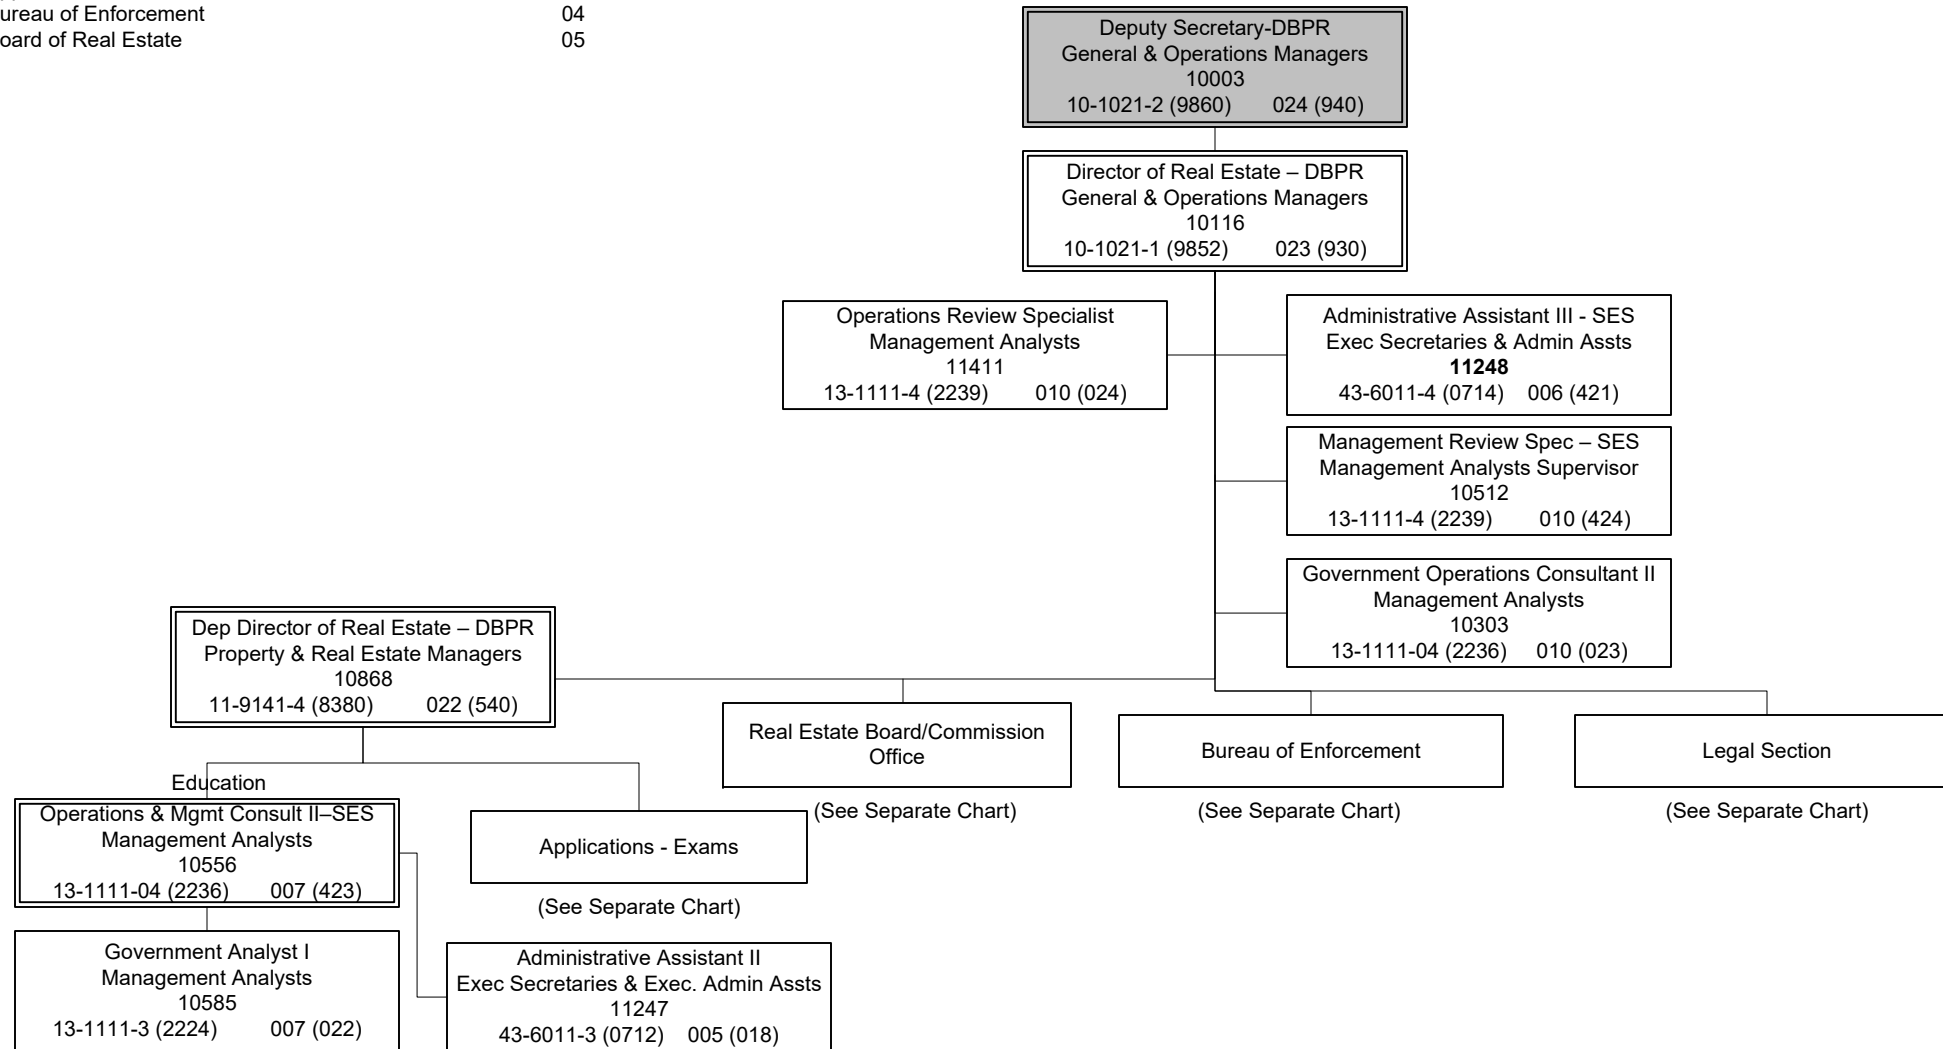 ureau of Enforcement 04
oard of Real Estate 05
Deputy Secretary-DBPR
General & Operations Managers
10003
10-1021-2 (9860) 024 (940)
Director of Real Estate – DBPR
General & Operations Managers
10116
10-1021-1 (9852) 023 (930)
Operations Review Specialist
Management Analysts
11411
13-1111-4 (2239) 010 (024)
Administrative Assistant III - SES
Exec Secretaries & Admin Assts
11248
43-6011-4 (0714) 006 (421)
Management Review Spec – SES
Management Analysts Supervisor
10512
13-1111-4 (2239) 010 (424)
Government Operations Consultant II
Management Analysts
10303
13-1111-04 (2236) 010 (023)
Dep Director of Real Estate – DBPR
Property & Real Estate Managers
10868
11-9141-4 (8380) 022 (540)
Real Estate Board/Commission
Office
(See Separate Chart)
Bureau of Enforcement
(See Separate Chart)
Legal Section
(See Separate Chart)
Education
Operations & Mgmt Consult II–SES
Management Analysts
10556
13-1111-04 (2236) 007 (423)
Applications - Exams
(See Separate Chart)
Government Analyst I
Management Analysts
10585
13-1111-3 (2224) 007 (022)
Administrative Assistant II
Exec Secretaries & Exec. Admin Assts
11247
43-6011-3 (0712) 005 (018)